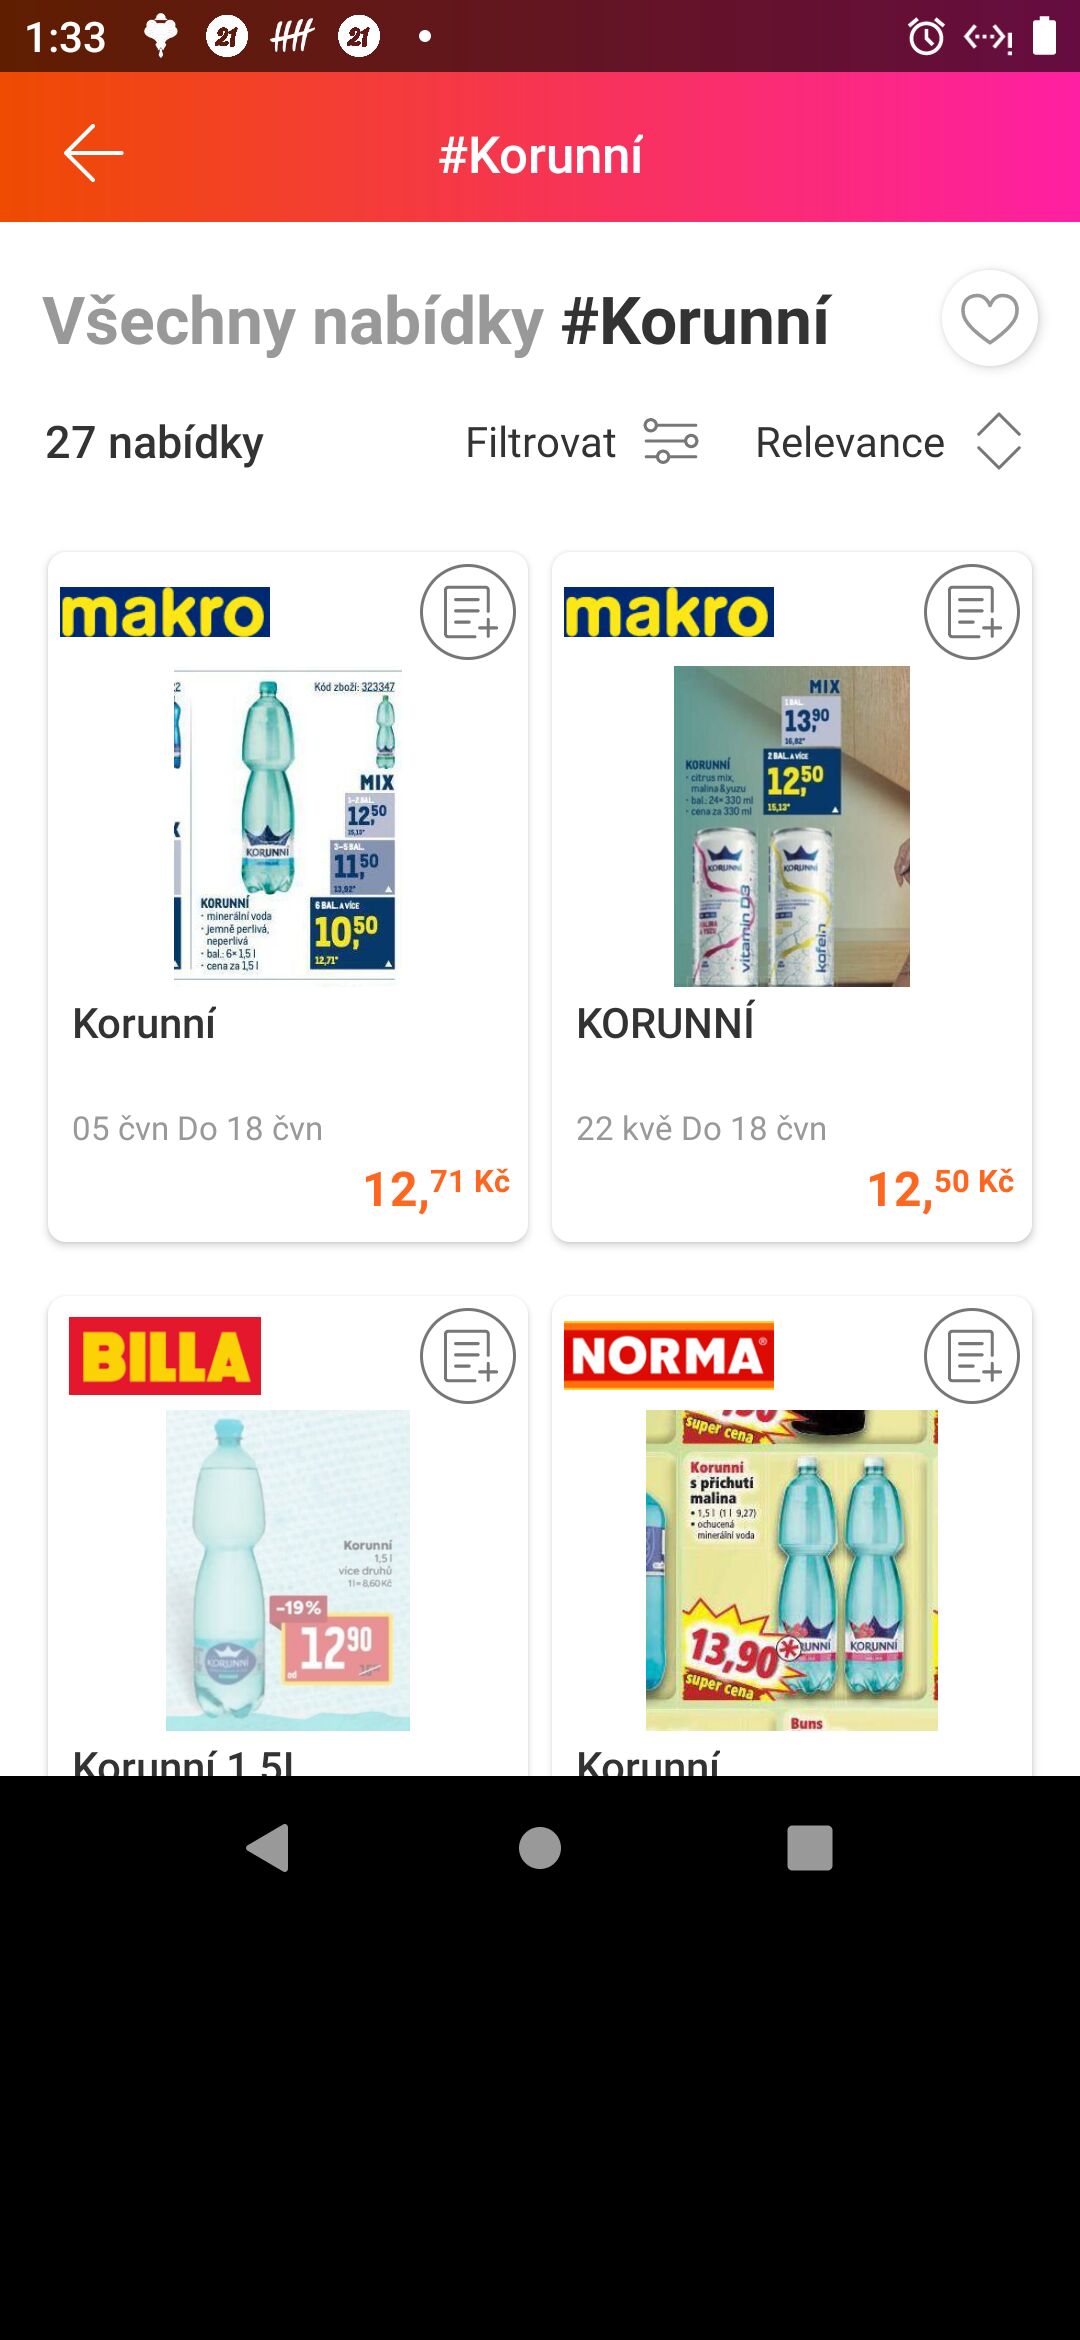 1:33
#Korunní
Všechny nabídky #Korunní
27 nabídky
Filtrovat
Relevance
makro
Kód zboží: 323347
MIX
1-2 BAL.
12,50
15,13*
3-5 BAL.
11,50
13,92*
6 BAL. A VÍCE
10,50
12,71*
KORUNNÍ
KORUNNÍ
- minerální voda
- jemně perlivá,
neperlivá
- bal.: 6× 1,5 l
- cena za 1,5 l
Korunní
05 čvn Do 18 čvn
12,71 Kč
makro
MIX
1 BAL.
13,90
16,82*
2 BAL. A VÍCE
12,50
15,13*
KORUNNÍ
- citrus mix,
malina & yuzu
- bal.: 24× 330 ml
- cena za 330 ml
KORUNNÍ
vitamin D3
KORUNNÍ
kofein
KORUNNÍ
22 kvě Do 18 čvn
12,50 Kč
BILLA
Korunní
1,5 l
více druhů
1 l = 8,60 Kč
-19%
od
12 90
KORUNNÍ
Korunní 1,5l
NORMA®
super cena
Korunni
s příchutí
malina
• 1,5 l (1 l 9,27)
• ochucená
minerální voda
13,90*
super cena
KORUNNÍ
Buns
Korunní